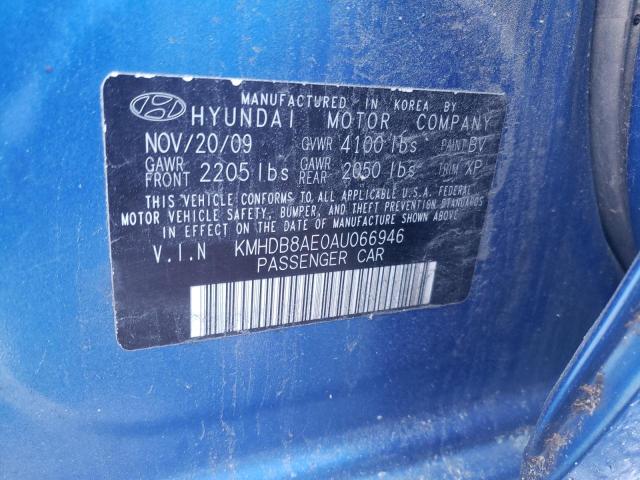 MANUFACTURED IN KOREA BY
HYUNDAI MOTOR COMPANY
NOV/20/09 GVWR 4100 lbs PAINT BV
GAWR FRONT 2205 lbs GAWR REAR 2050 lbs TRIM XP
THIS VEHICLE CONFORMS TO ALL APPLICABLE U.S.A. FEDERAL
MOTOR VEHICLE SAFETY, BUMPER, AND THEFT PREVENTION STANDARDS
IN EFFECT ON THE DATE OF MANUFACTURE SHOWN ABOVE.
V.I.N KMHDB8AE0AU066946
PASSENGER CAR